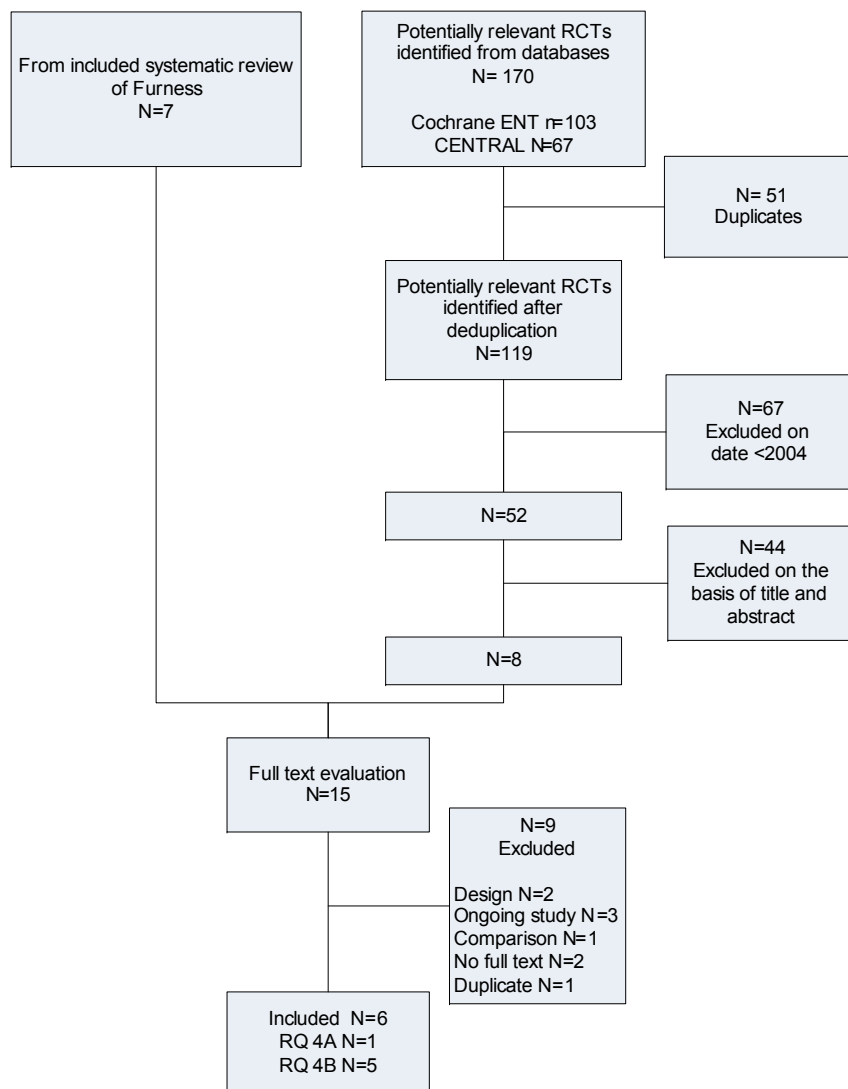 From included systematic review
of Furness
N=7
Potentially relevant RCTs
identified from databases
N= 170
Cochrane ENT n=103
CENTRAL N=67
N= 51
Duplicates
Potentially relevant RCTs
identified after
deduplication
N=119
N=67
Excluded on
date <2004
N=52
N=44
Excluded on the
basis of title and
abstract
N=8
Full text evaluation
N=15
N=9
Excluded
Design N=2
Ongoing study N=3
Comparison N=1
No full text N=2
Duplicate N=1
Included N=6
RQ 4A N=1
RQ 4B N=5